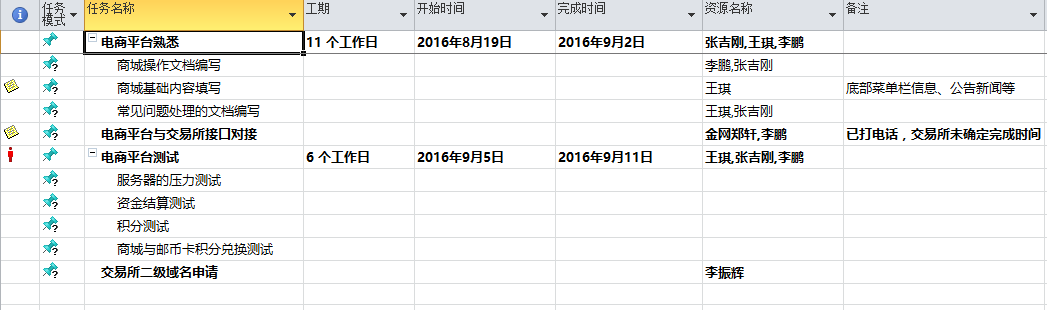 任务模式 任务名称 工期 开始时间 完成时间 资源名称 备注
电商平台熟悉 11 个工作日 2016年8月19日 2016年9月2日 张吉刚,王琪,李鹏
商城操作文档编写 李鹏,张吉刚
商城基础内容填写 王琪 底部菜单栏信息、公告新闻等
常见问题处理的文档编写 王琪,张吉刚
电商平台与交易所接口对接 金网郑轩,李鹏 已打电话，交易所未确定完成时间
电商平台测试 6 个工作日 2016年9月5日 2016年9月11日 王琪,张吉刚,李鹏
服务器的压力测试
资金结算测试
积分测试
商城与邮币卡积分兑换测试
交易所二级域名申请 李振辉